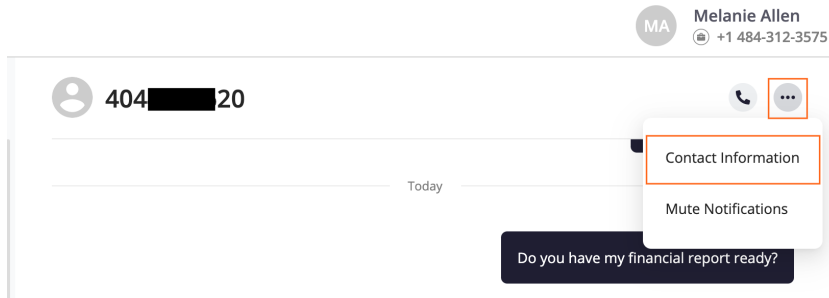 MA
Melanie Allen
+1 484-312-3575
404 20
Today
Contact Information
Mute Notifications
Do you have my financial report ready?